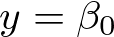 y = β₀